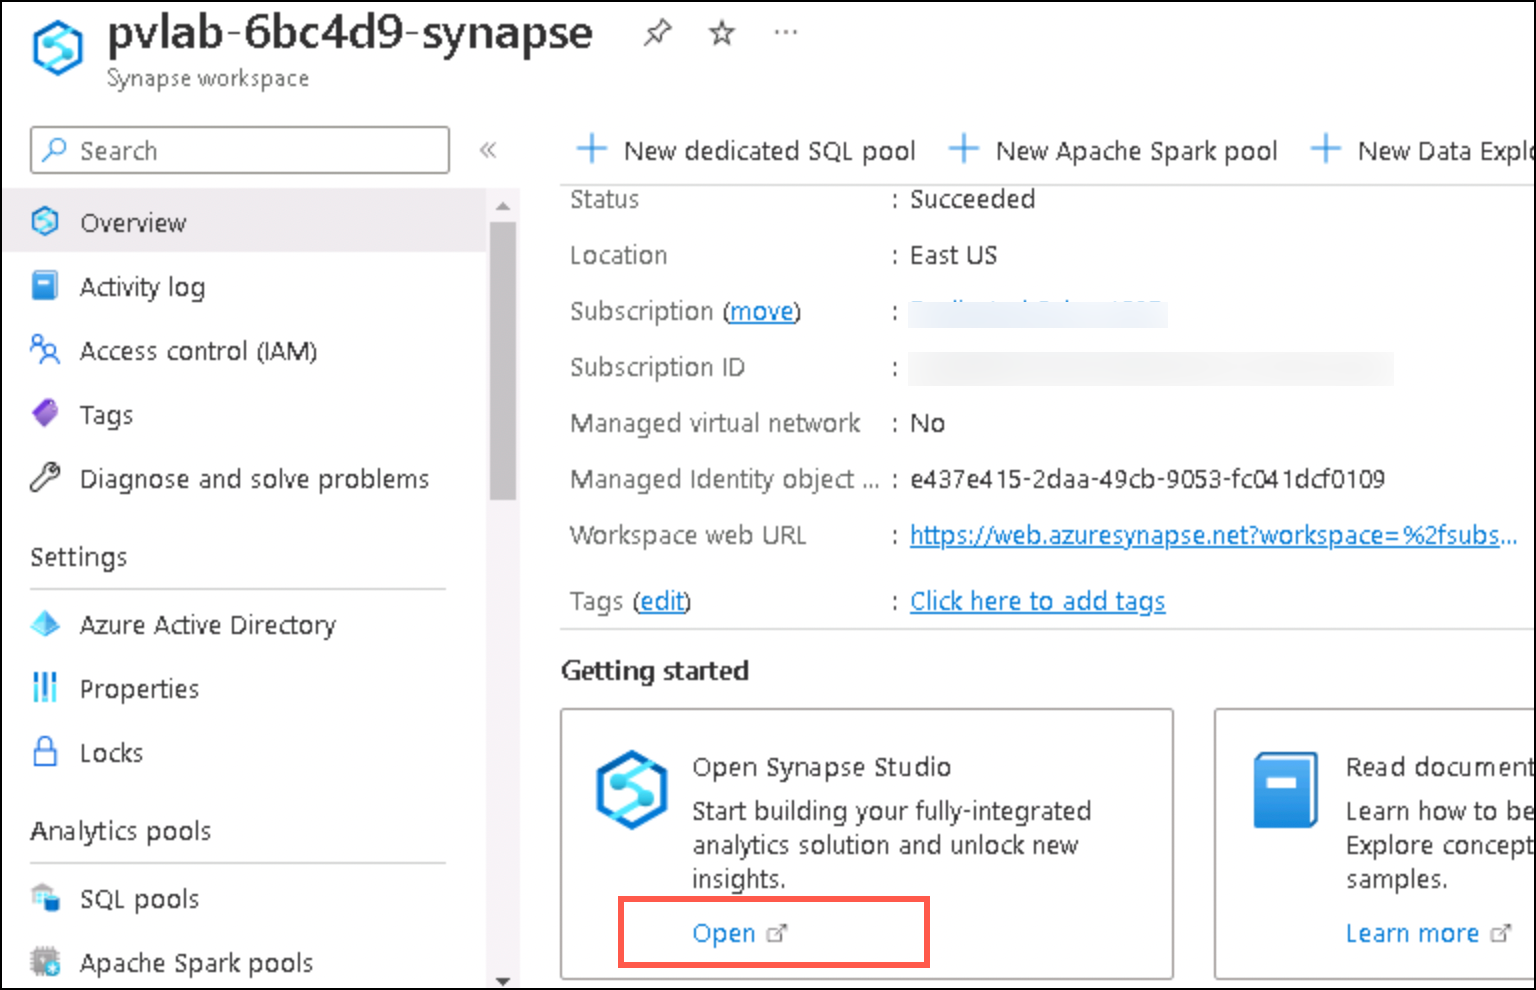 pvlab-6bc4d9-synapse
Synapse workspace
Search
«
New dedicated SQL pool
New Apache Spark pool
New Data Explo
Overview
Activity log
Access control (IAM)
Tags
Diagnose and solve problems
Settings
Azure Active Directory
Properties
Locks
Analytics pools
SQL pools
Apache Spark pools
Status : Succeeded
Location : East US
Subscription (move) :
Subscription ID :
Managed virtual network : No
Managed Identity object ... : e437e415-2daa-49cb-9053-fc041dcf0109
Workspace web URL : https://web.azuresynapse.net?workspace=%2fsubs...
Tags (edit) : Click here to add tags
Getting started
Open Synapse Studio
Start building your fully-integrated
analytics solution and unlock new
insights.
Open
Read document
Learn how to be
Explore concept
samples.
Learn more